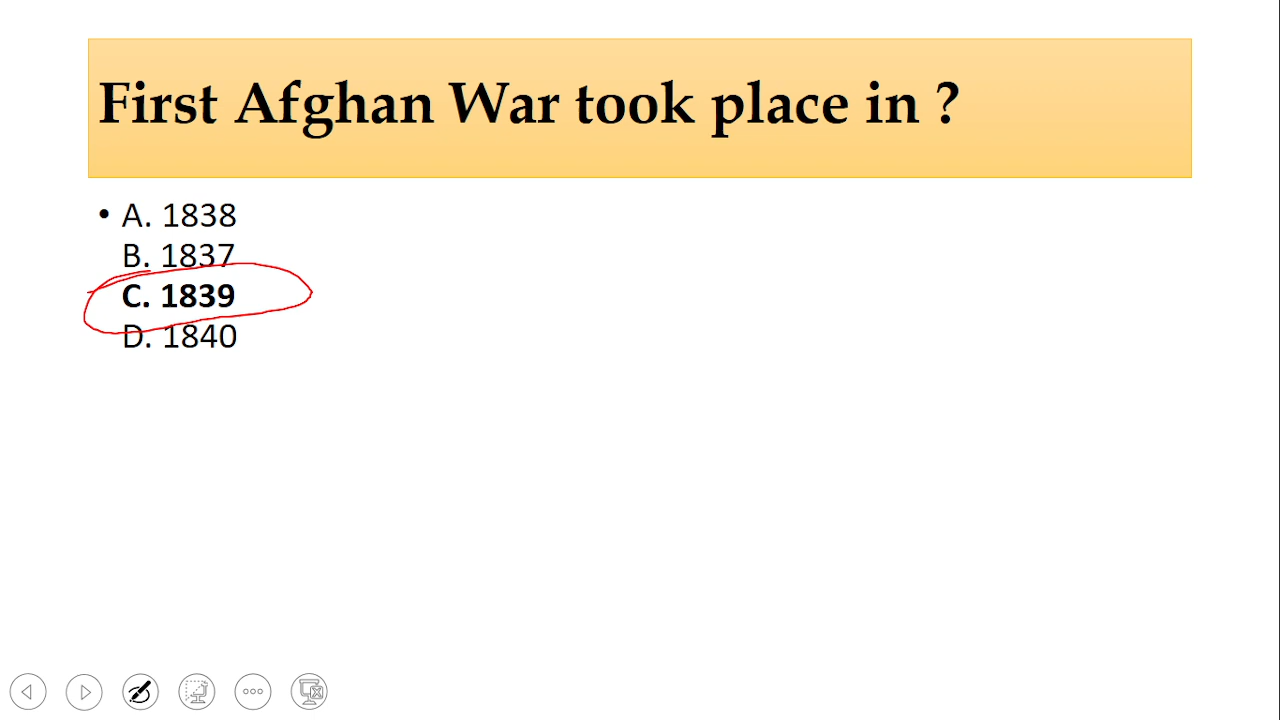 First Afghan War took place in ?
• A. 1838
B. 1837
C. 1839
D. 1840